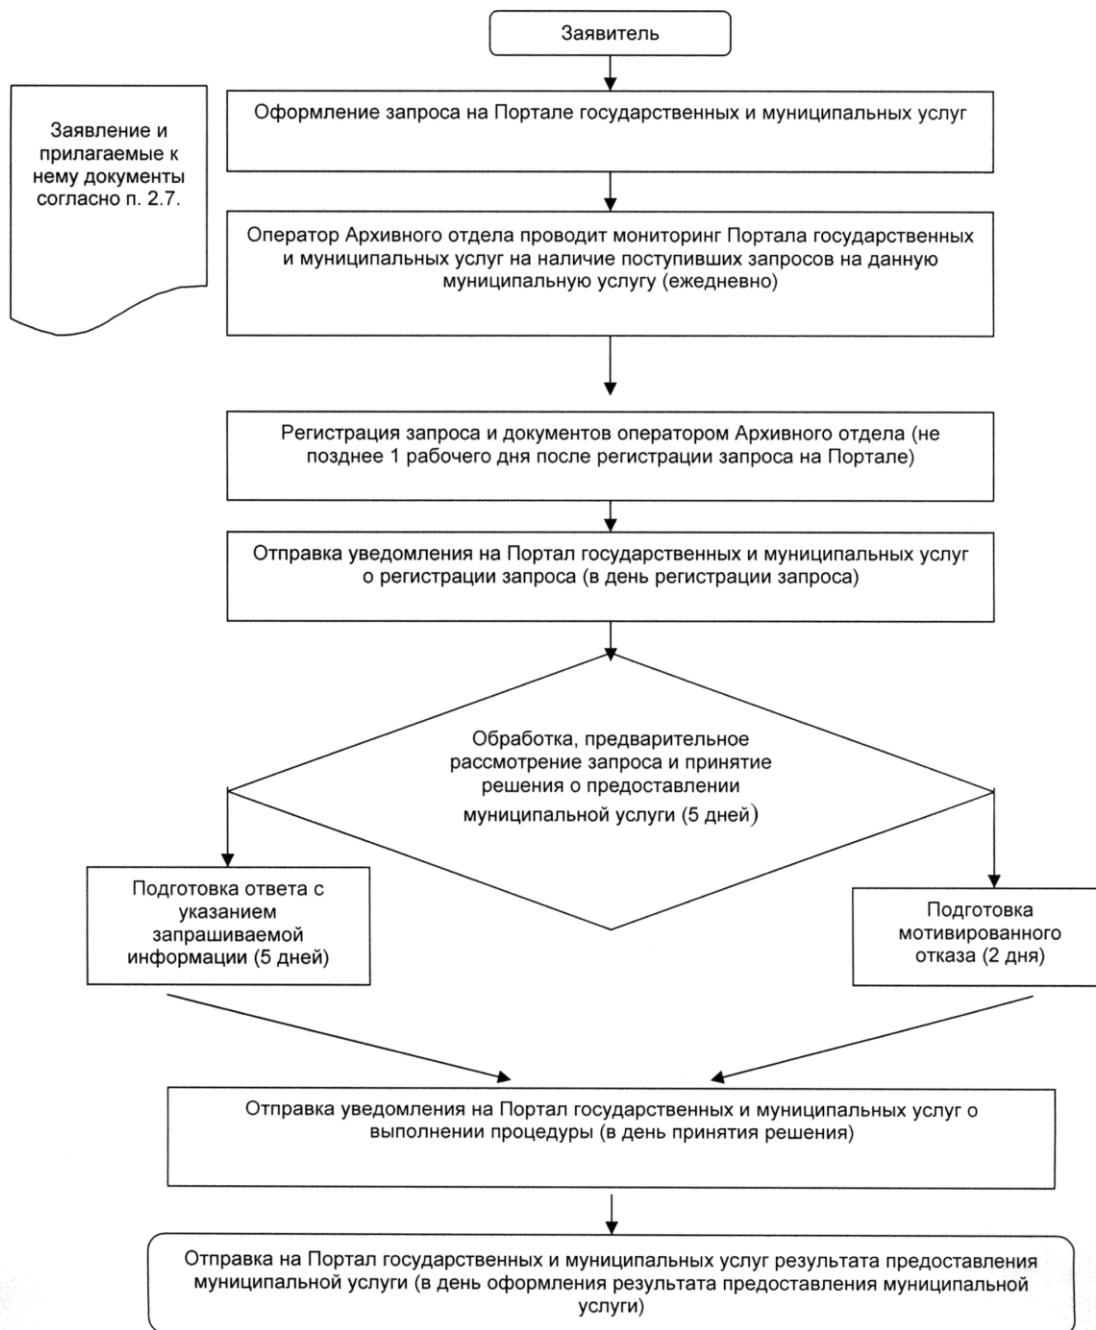 Заявитель
Заявление и
прилагаемые к
нему документы
согласно п. 2.7.
Оформление запроса на Портале государственных и муниципальных услуг
Оператор Архивного отдела проводит мониторинг Портала государственных
и муниципальных услуг на наличие поступивших запросов на данную
муниципальную услугу (ежедневно)
Регистрация запроса и документов оператором Архивного отдела (не
позднее 1 рабочего дня после регистрации запроса на Портале)
Отправка уведомления на Портал государственных и муниципальных услуг
о регистрации запроса (в день регистрации запроса)
Обработка, предварительное
рассмотрение запроса и принятие
решения о предоставлении
муниципальной услуги (5 дней)
Подготовка ответа с
указанием
запрашиваемой
информации (5 дней)
Подготовка
мотивированного
отказа (2 дня)
Отправка уведомления на Портал государственных и муниципальных услуг о
выполнении процедуры (в день принятия решения)
Отправка на Портал государственных и муниципальных услуг результата предоставления
муниципальной услуги (в день оформления результата предоставления муниципальной
услуги)